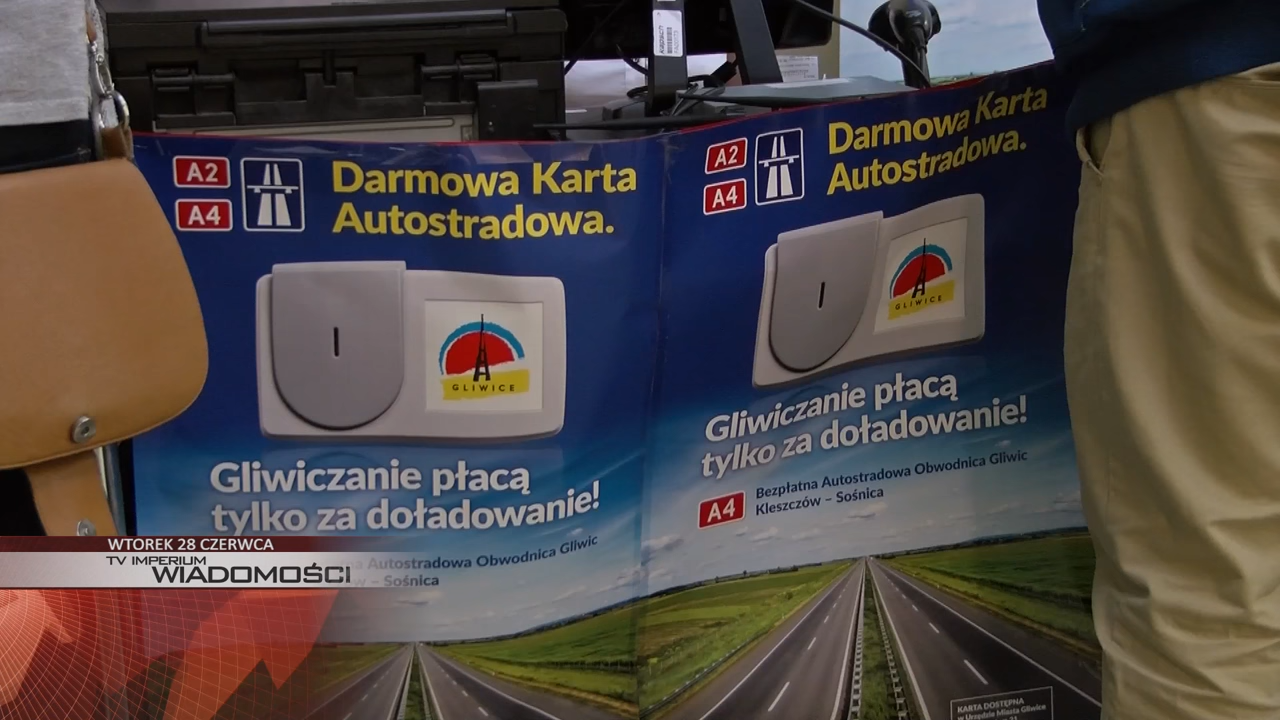 A2
A4
Darmowa Karta
Autostradowa.
GLIWICE
Gliwiczanie płacą
tylko za doładowanie!
Autostradowa Obwodnica Gliwic
– Sośnica
A2
A4
Darmowa Karta
Autostradowa.
GLIWICE
Gliwiczanie płacą
tylko za doładowanie!
A4
Bezpłatna Autostradowa Obwodnica Gliwic
Kleszczów – Sośnica
KARTA DOSTĘPNA
w Urzędzie Miasta Gliwice
WTOREK 28 CZERWCA
TV IMPERIUM
WIADOMOŚCI